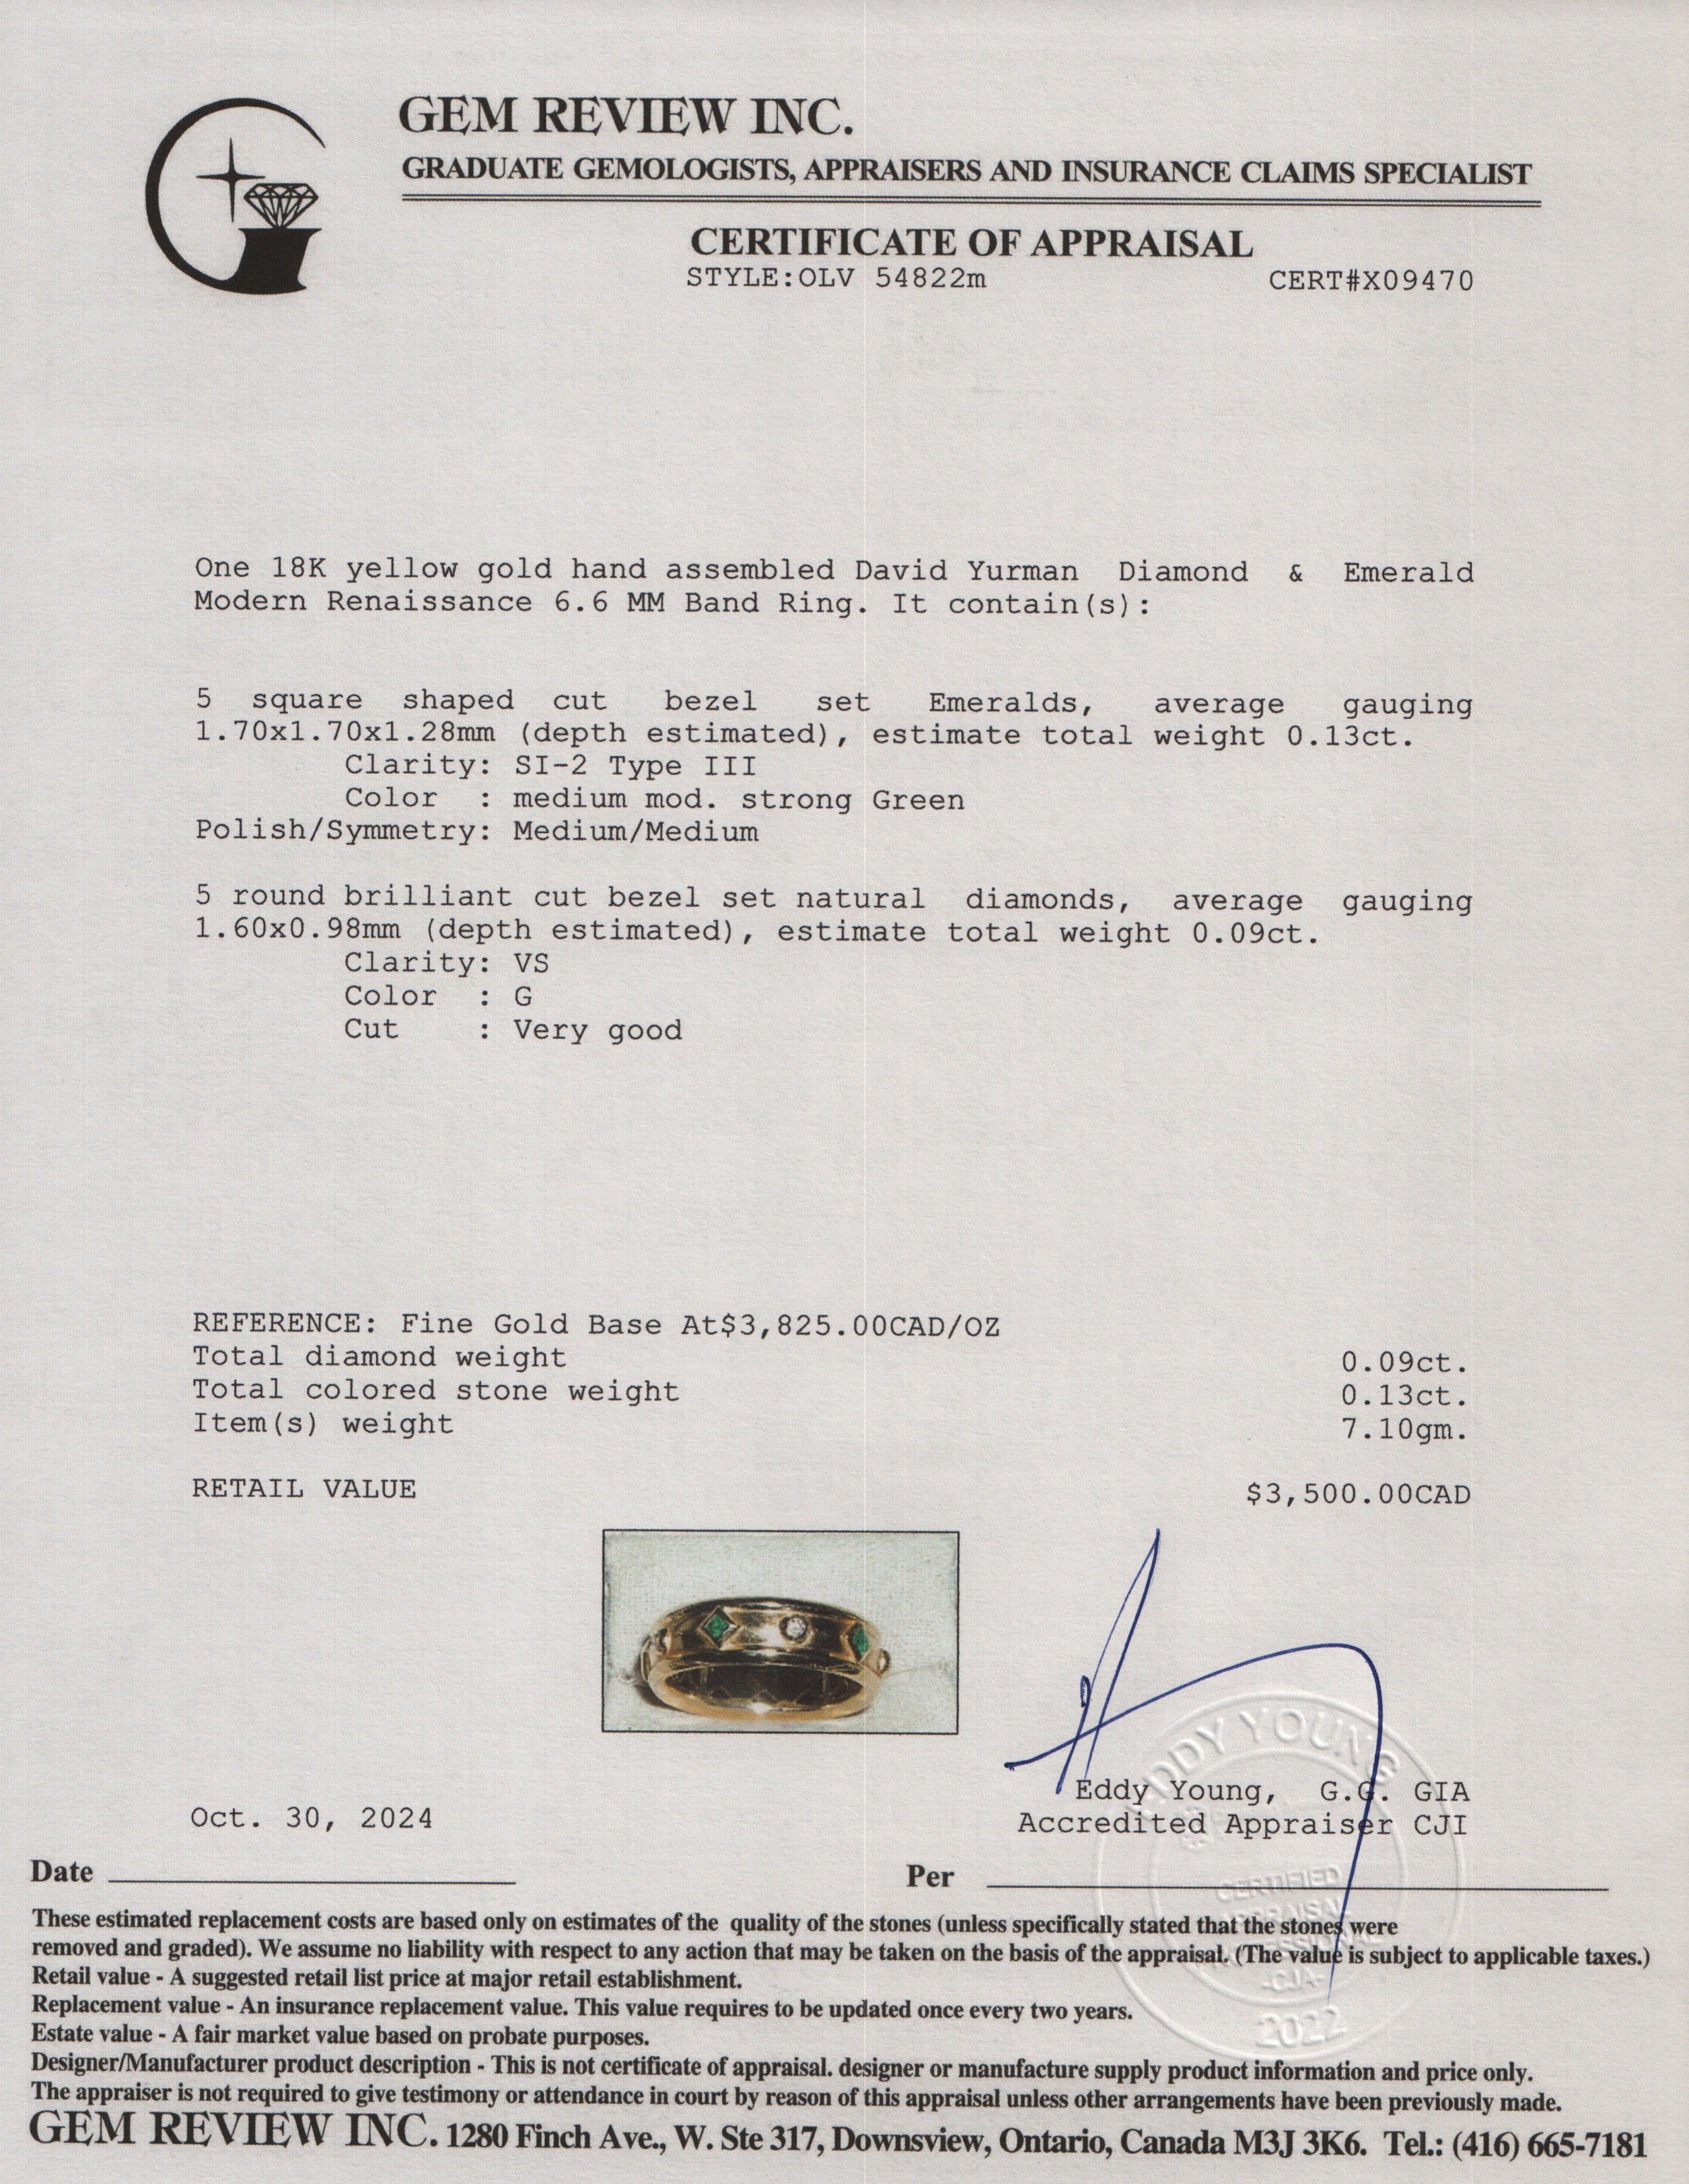 GEM REVIEW INC.
GRADUATE GEMOLOGISTS, APPRAISERS AND INSURANCE CLAIMS SPECIALIST
CERTIFICATE OF APPRAISAL
STYLE:OLV 54822m CERT#X09470
One 18K yellow gold hand assembled David Yurman Diamond & Emerald
Modern Renaissance 6.6 MM Band Ring. It contain(s):
5 square shaped cut bezel set Emeralds, average gauging
1.70x1.70x1.28mm (depth estimated), estimate total weight 0.13ct.
Clarity: SI-2 Type III
Color : medium mod. strong Green
Polish/Symmetry: Medium/Medium
5 round brilliant cut bezel set natural diamonds, average gauging
1.60x0.98mm (depth estimated), estimate total weight 0.09ct.
Clarity: VS
Color : G
Cut : Very good
REFERENCE: Fine Gold Base At$3,825.00CAD/OZ
Total diamond weight 0.09ct.
Total colored stone weight 0.13ct.
Item(s) weight 7.10gm.
RETAIL VALUE $3,500.00CAD
EDDY YOUNG
Eddy Young, G.G. GIA
Oct. 30, 2024 Accredited Appraiser CJI
Date Per
CERTIFIED
APPRAISAL
-CJA-
2022
These estimated replacement costs are based only on estimates of the quality of the stones (unless specifically stated that the stones were
removed and graded). We assume no liability with respect to any action that may be taken on the basis of the appraisal. (The value is subject to applicable taxes.)
Retail value - A suggested retail list price at major retail establishment.
Replacement value - An insurance replacement value. This value requires to be updated once every two years.
Estate value - A fair market value based on probate purposes.
Designer/Manufacturer product description - This is not certificate of appraisal. designer or manufacture supply product information and price only.
The appraiser is not required to give testimony or attendance in court by reason of this appraisal unless other arrangements have been previously made.
GEM REVIEW INC. 1280 Finch Ave., W. Ste 317, Downsview, Ontario, Canada M3J 3K6. Tel.: (416) 665-7181